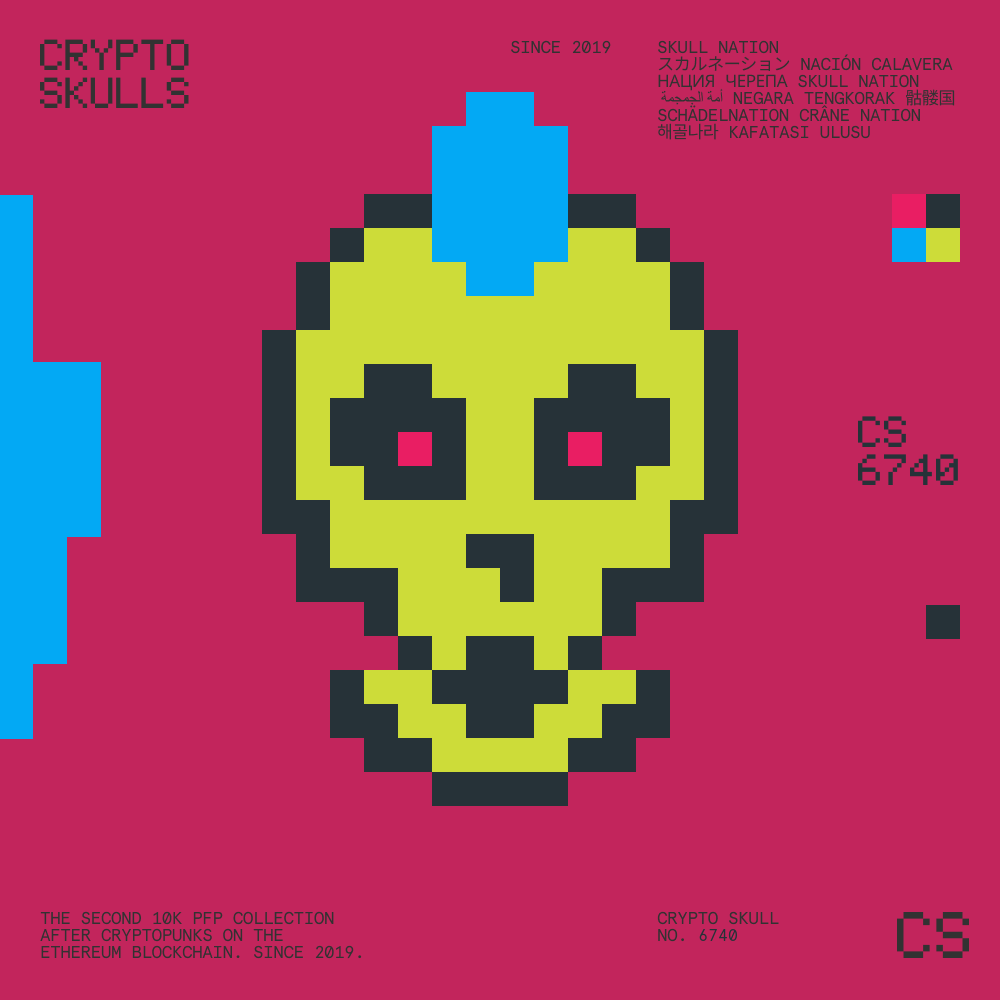 CRYPTO
SKULLS
SINCE 2019
SKULL NATION
スカルネーション NACIÓN CALAVERA
НАЦИЯ ЧЕРЕПА SKULL NATION
أمة الجمجمة NEGARA TENGKORAK 骷髅国
SCHÄDELNATION CRÂNE NATION
해골나라 KAFATASI ULUSU
CS
6740
THE SECOND 10K PFP COLLECTION
AFTER CRYPTOPUNKS ON THE
ETHEREUM BLOCKCHAIN. SINCE 2019.
CRYPTO SKULL
NO. 6740
CS